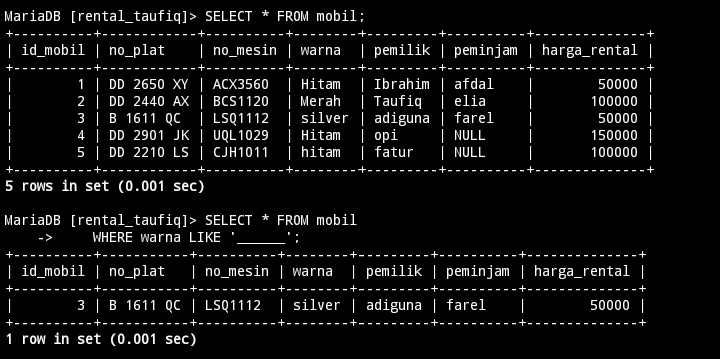 MariaDB [rental_taufiq]> SELECT * FROM mobil;
+----------+------------+----------+--------+---------+----------+--------------+
| id_mobil | no_plat    | no_mesin | warna  | pemilik | peminjam | harga_rental |
+----------+------------+----------+--------+---------+----------+--------------+
|        1 | DD 2650 XY | ACX3560  | Hitam  | Ibrahim | afdal    |        50000 |
|        2 | DD 2440 AX | BCS1120  | Merah  | Taufiq  | elia     |       100000 |
|        3 | B 1611 QC  | LSQ1112  | silver | adiguna | farel    |        50000 |
|        4 | DD 2901 JK | UQL1029  | Hitam  | opi     | NULL     |       150000 |
|        5 | DD 2210 LS | CJH1011  | hitam  | fatur   | NULL     |       100000 |
+----------+------------+----------+--------+---------+----------+--------------+
5 rows in set (0.001 sec)
MariaDB [rental_taufiq]> SELECT * FROM mobil
    ->     WHERE warna LIKE '______';
+----------+-----------+----------+--------+---------+----------+--------------+
| id_mobil | no_plat   | no_mesin | warna  | pemilik | peminjam | harga_rental |
+----------+-----------+----------+--------+---------+----------+--------------+
|        3 | B 1611 QC | LSQ1112  | silver | adiguna | farel    |        50000 |
+----------+-----------+----------+--------+---------+----------+--------------+
1 row in set (0.001 sec)